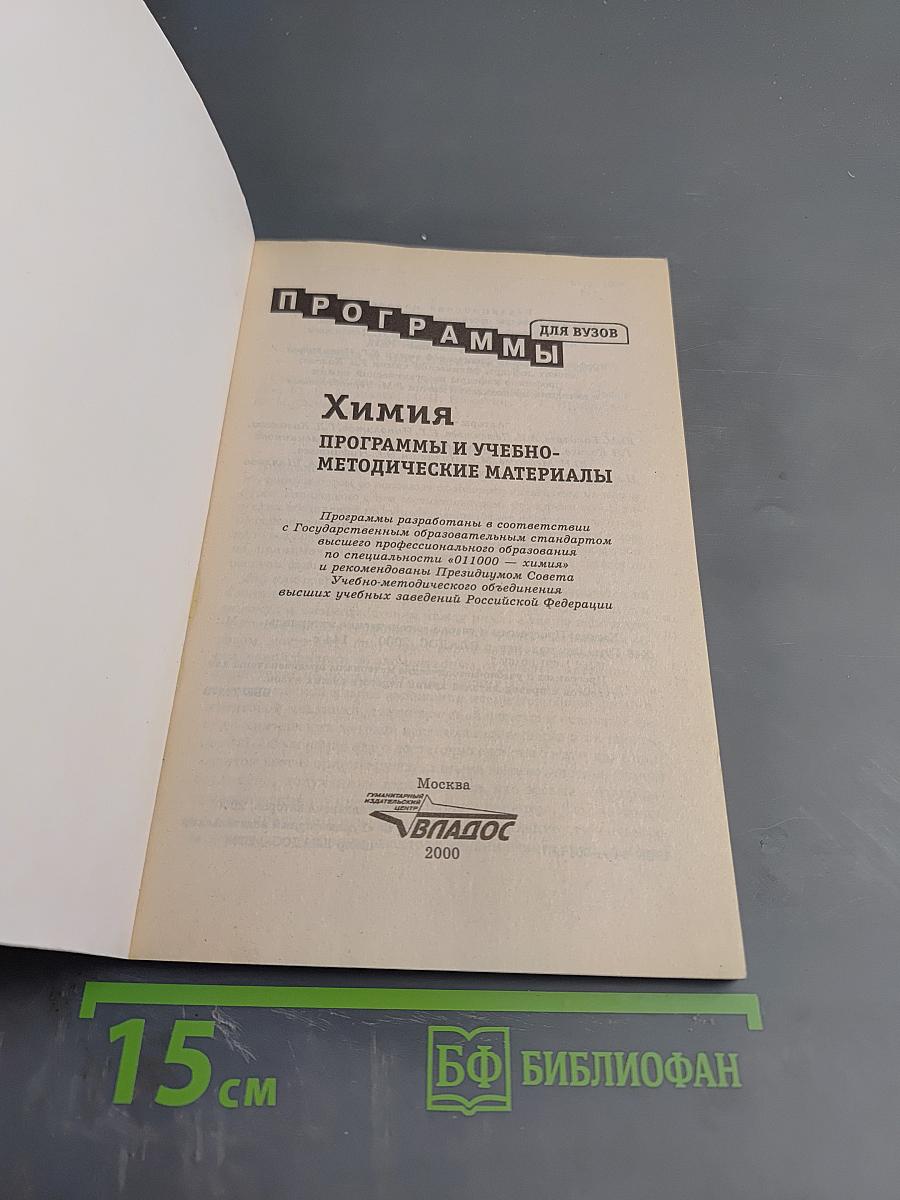 ПРОГРАММЫ
ДЛЯ ВУЗОВ
Химия
ПРОГРАММЫ И УЧЕБНО-
МЕТОДИЧЕСКИЕ МАТЕРИАЛЫ
Программы разработаны в соответствии
с Государственным образовательным стандартом
высшего профессионального образования
по специальности «011000 — химия»
и рекомендованы Президиумом Совета
Учебно-методического объединения
высших учебных заведений Российской Федерации
Москва
ГУМАНИТАРНЫЙ
ИЗДАТЕЛЬСКИЙ
ЦЕНТР
ВЛАДОС
2000
15 см
БФ БИБЛИОФАН